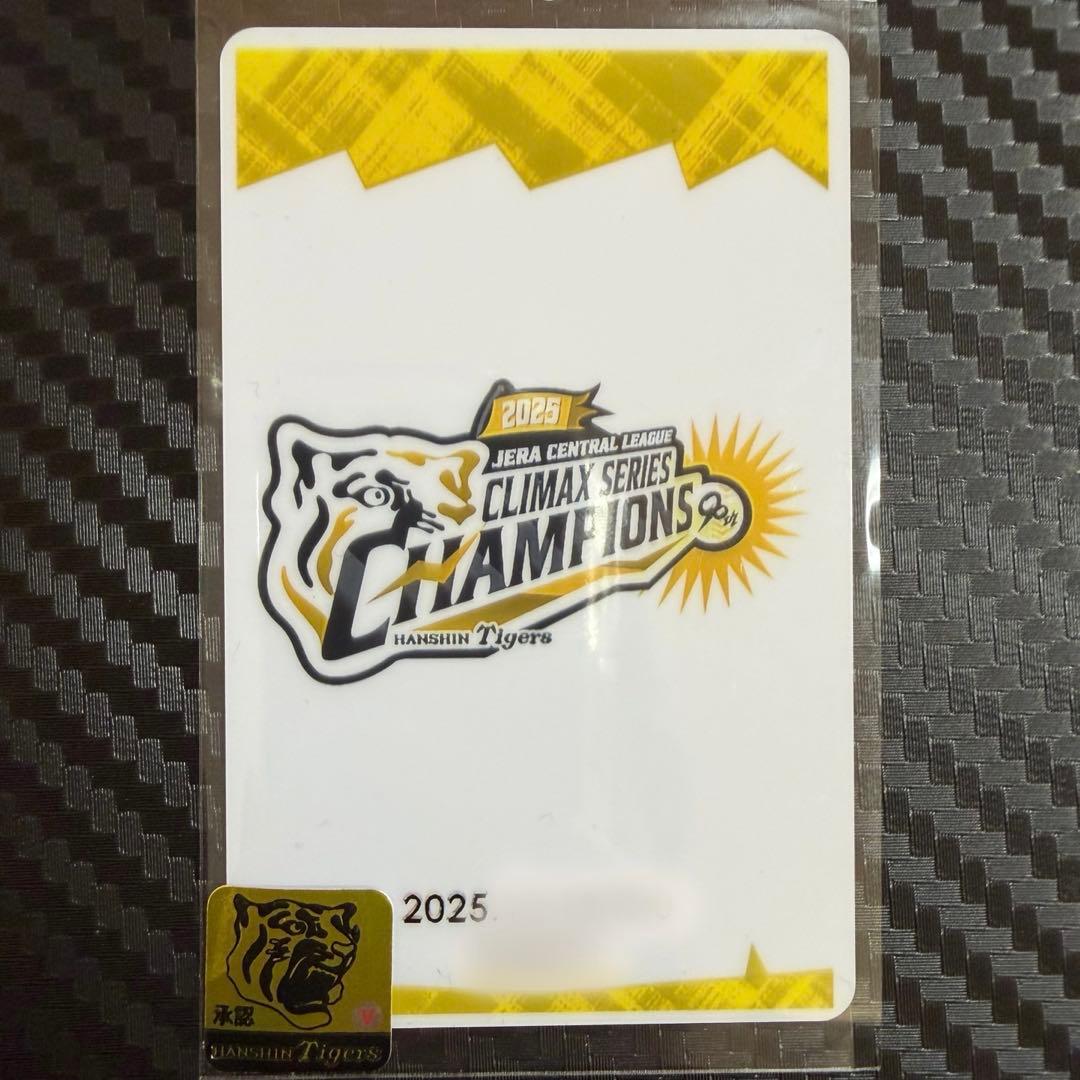 2025
JERA CENTRAL LEAGUE
CLIMAX SERIES
CHAMPIONS
90th
HANSHIN Tigers
2025.
承認
V
HANSHIN Tigers